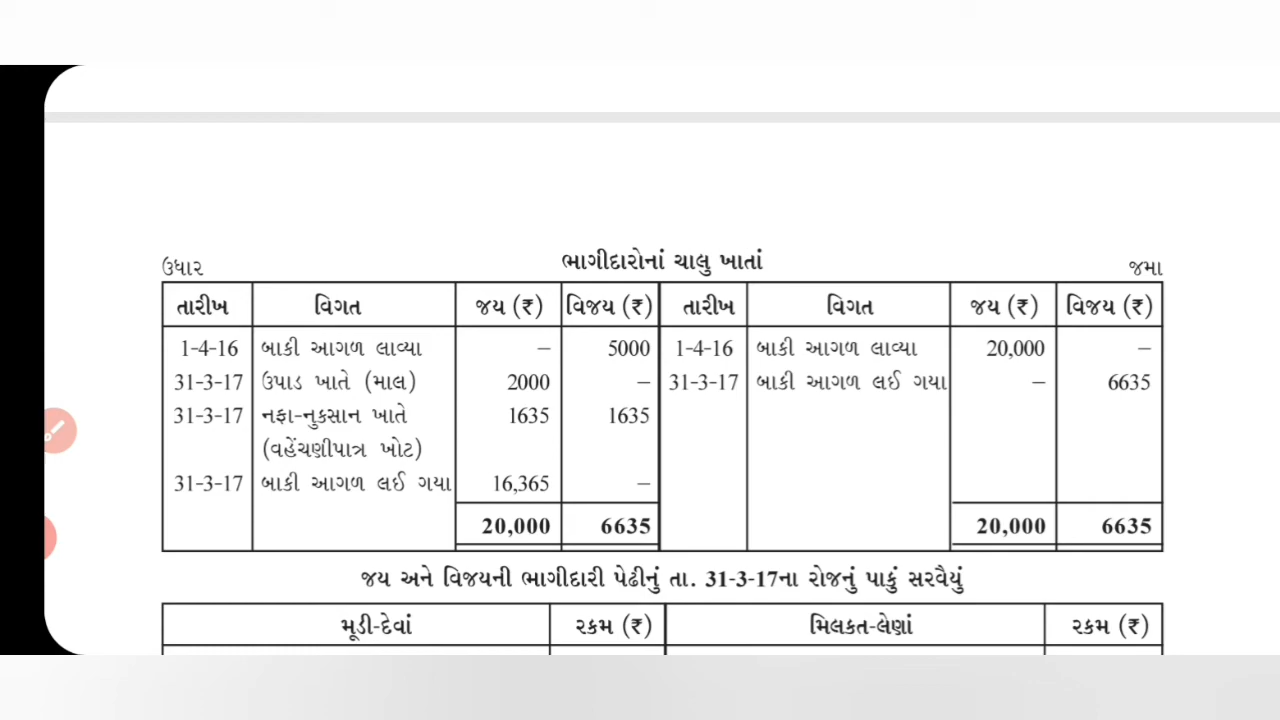 ભાગીદારોનાં ચાલુ ખાતાં
ઉધાર જમા
તારીખ વિગત જય (₹) વિજય (₹) તારીખ વિગત જય (₹) વિજય (₹)
1-4-16 બાકી આગળ લાવ્યા – 5000 1-4-16 બાકી આગળ લાવ્યા 20,000 –
31-3-17 ઉપાડ ખાતે (માલ) 2000 – 31-3-17 બાકી આગળ લઈ ગયા – 6635
31-3-17 નફા-નુકસાન ખાતે 1635 1635
(વહેંચણીપાત્ર ખોટ)
31-3-17 બાકી આગળ લઈ ગયા 16,365 –
20,000 6635 20,000 6635
જય અને વિજયની ભાગીદારી પેઢીનું તા. 31-3-17ના રોજનું પાકું સરવૈયું
મૂડી-દેવાં રકમ (₹) મિલકત-લેણાં રકમ (₹)